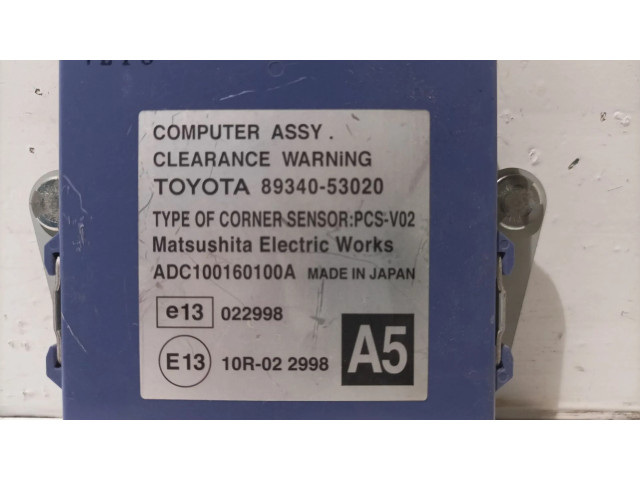 COMPUTER ASSY.
CLEARANCE WARNiNG
TOYOTA 89340-53020
TYPE OF CORNER SENSOR:PCS-V02
Matsushita Electric Works
ADC100160100A MADE IN JAPAN
e13 022998
E13 10R-02 2998 A5